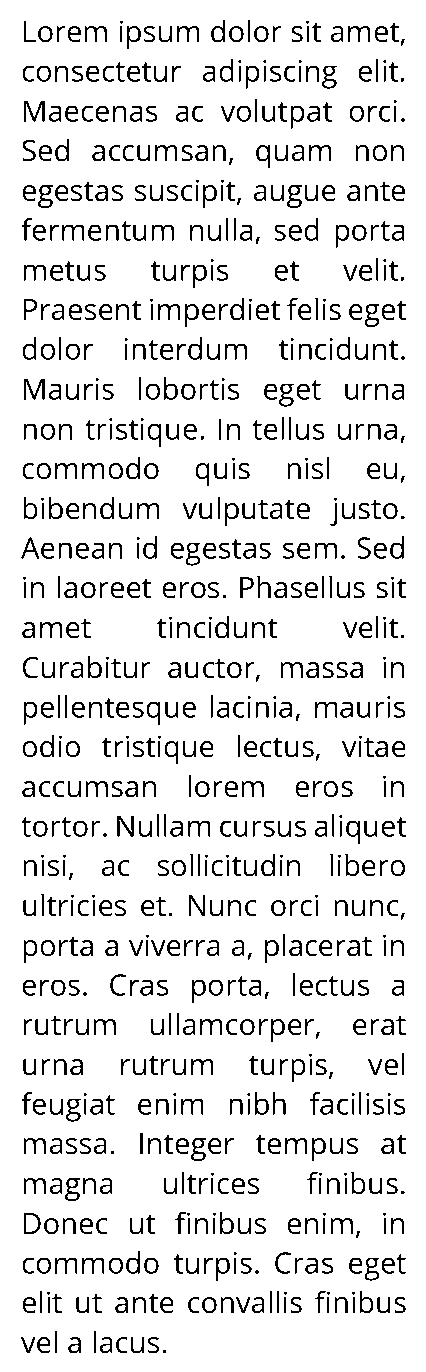 Lorem ipsum dolor sit amet,
consectetur adipiscing elit.
Maecenas ac volutpat orci.
Sed accumsan, quam non
egestas suscipit, augue ante
fermentum nulla, sed porta
metus turpis et velit.
Praesent imperdiet felis eget
dolor interdum tincidunt.
Mauris lobortis eget urna
non tristique. In tellus urna,
commodo quis nisl eu,
bibendum vulputate justo.
Aenean id egestas sem. Sed
in laoreet eros. Phasellus sit
amet tincidunt velit.
Curabitur auctor, massa in
pellentesque lacinia, mauris
odio tristique lectus, vitae
accumsan lorem eros in
tortor. Nullam cursus aliquet
nisi, ac sollicitudin libero
ultricies et. Nunc orci nunc,
porta a viverra a, placerat in
eros. Cras porta, lectus a
rutrum ullamcorper, erat
urna rutrum turpis, vel
feugiat enim nibh facilisis
massa. Integer tempus at
magna ultrices finibus.
Donec ut finibus enim, in
commodo turpis. Cras eget
elit ut ante convallis finibus
vel a lacus.